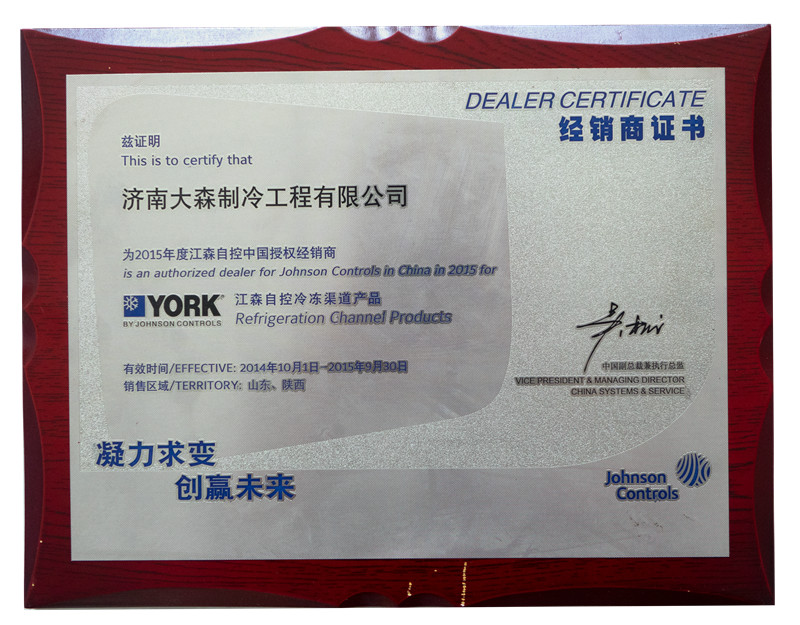 DEALER CERTIFICATE
经销商证书
兹证明
This is to certify that
济南大森制冷工程有限公司
为2015年度江森自控中国授权经销商
is an authorized dealer for Johnson Controls in China in 2015 for
YORK®
BY JOHNSON CONTROLS
江森自控冷冻渠道产品
Refrigeration Channel Products
有效时间/EFFECTIVE: 2014年10月1日--2015年9月30日
销售区域/TERRITORY: 山东、陕西
中国副总裁兼执行总监
VICE PRESIDENT & MANAGING DIRECTOR
CHINA SYSTEMS & SERVICE
凝力求变
创赢未来
Johnson
Controls